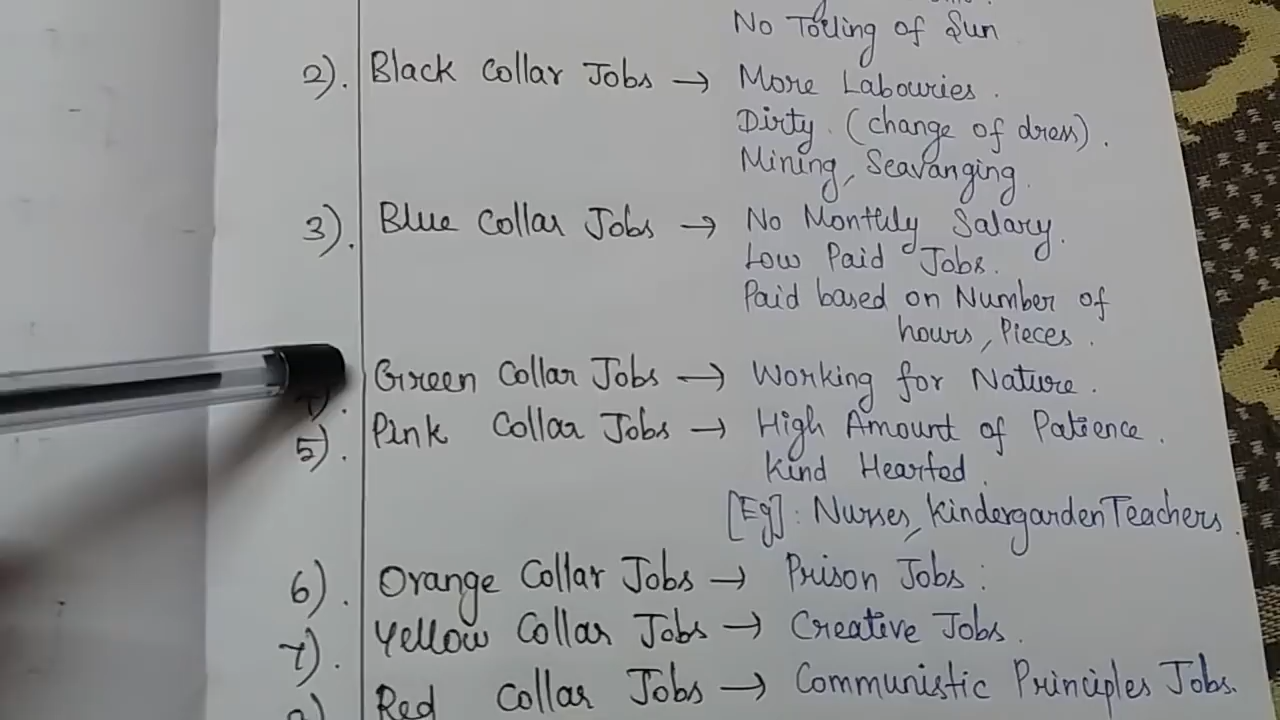 No Toiling of Sun
2). Black Collar Jobs → More Labouries.
Dirty. (change of dress).
Mining, Scavanging.
3). Blue Collar Jobs → No Monthly Salary.
Low Paid Jobs.
Paid based on Number of
hours, Pieces.
Green Collar Jobs → Working for Nature.
5). Pink Collar Jobs → High Amount of Patience.
Kind Hearted.
[Eg]: Nurses, Kindergarden Teachers.
6). Orange Collar Jobs → Prison Jobs:
7). Yellow Collar Jobs → Creative Jobs.
Red Collar Jobs → Communistic Principles Jobs.